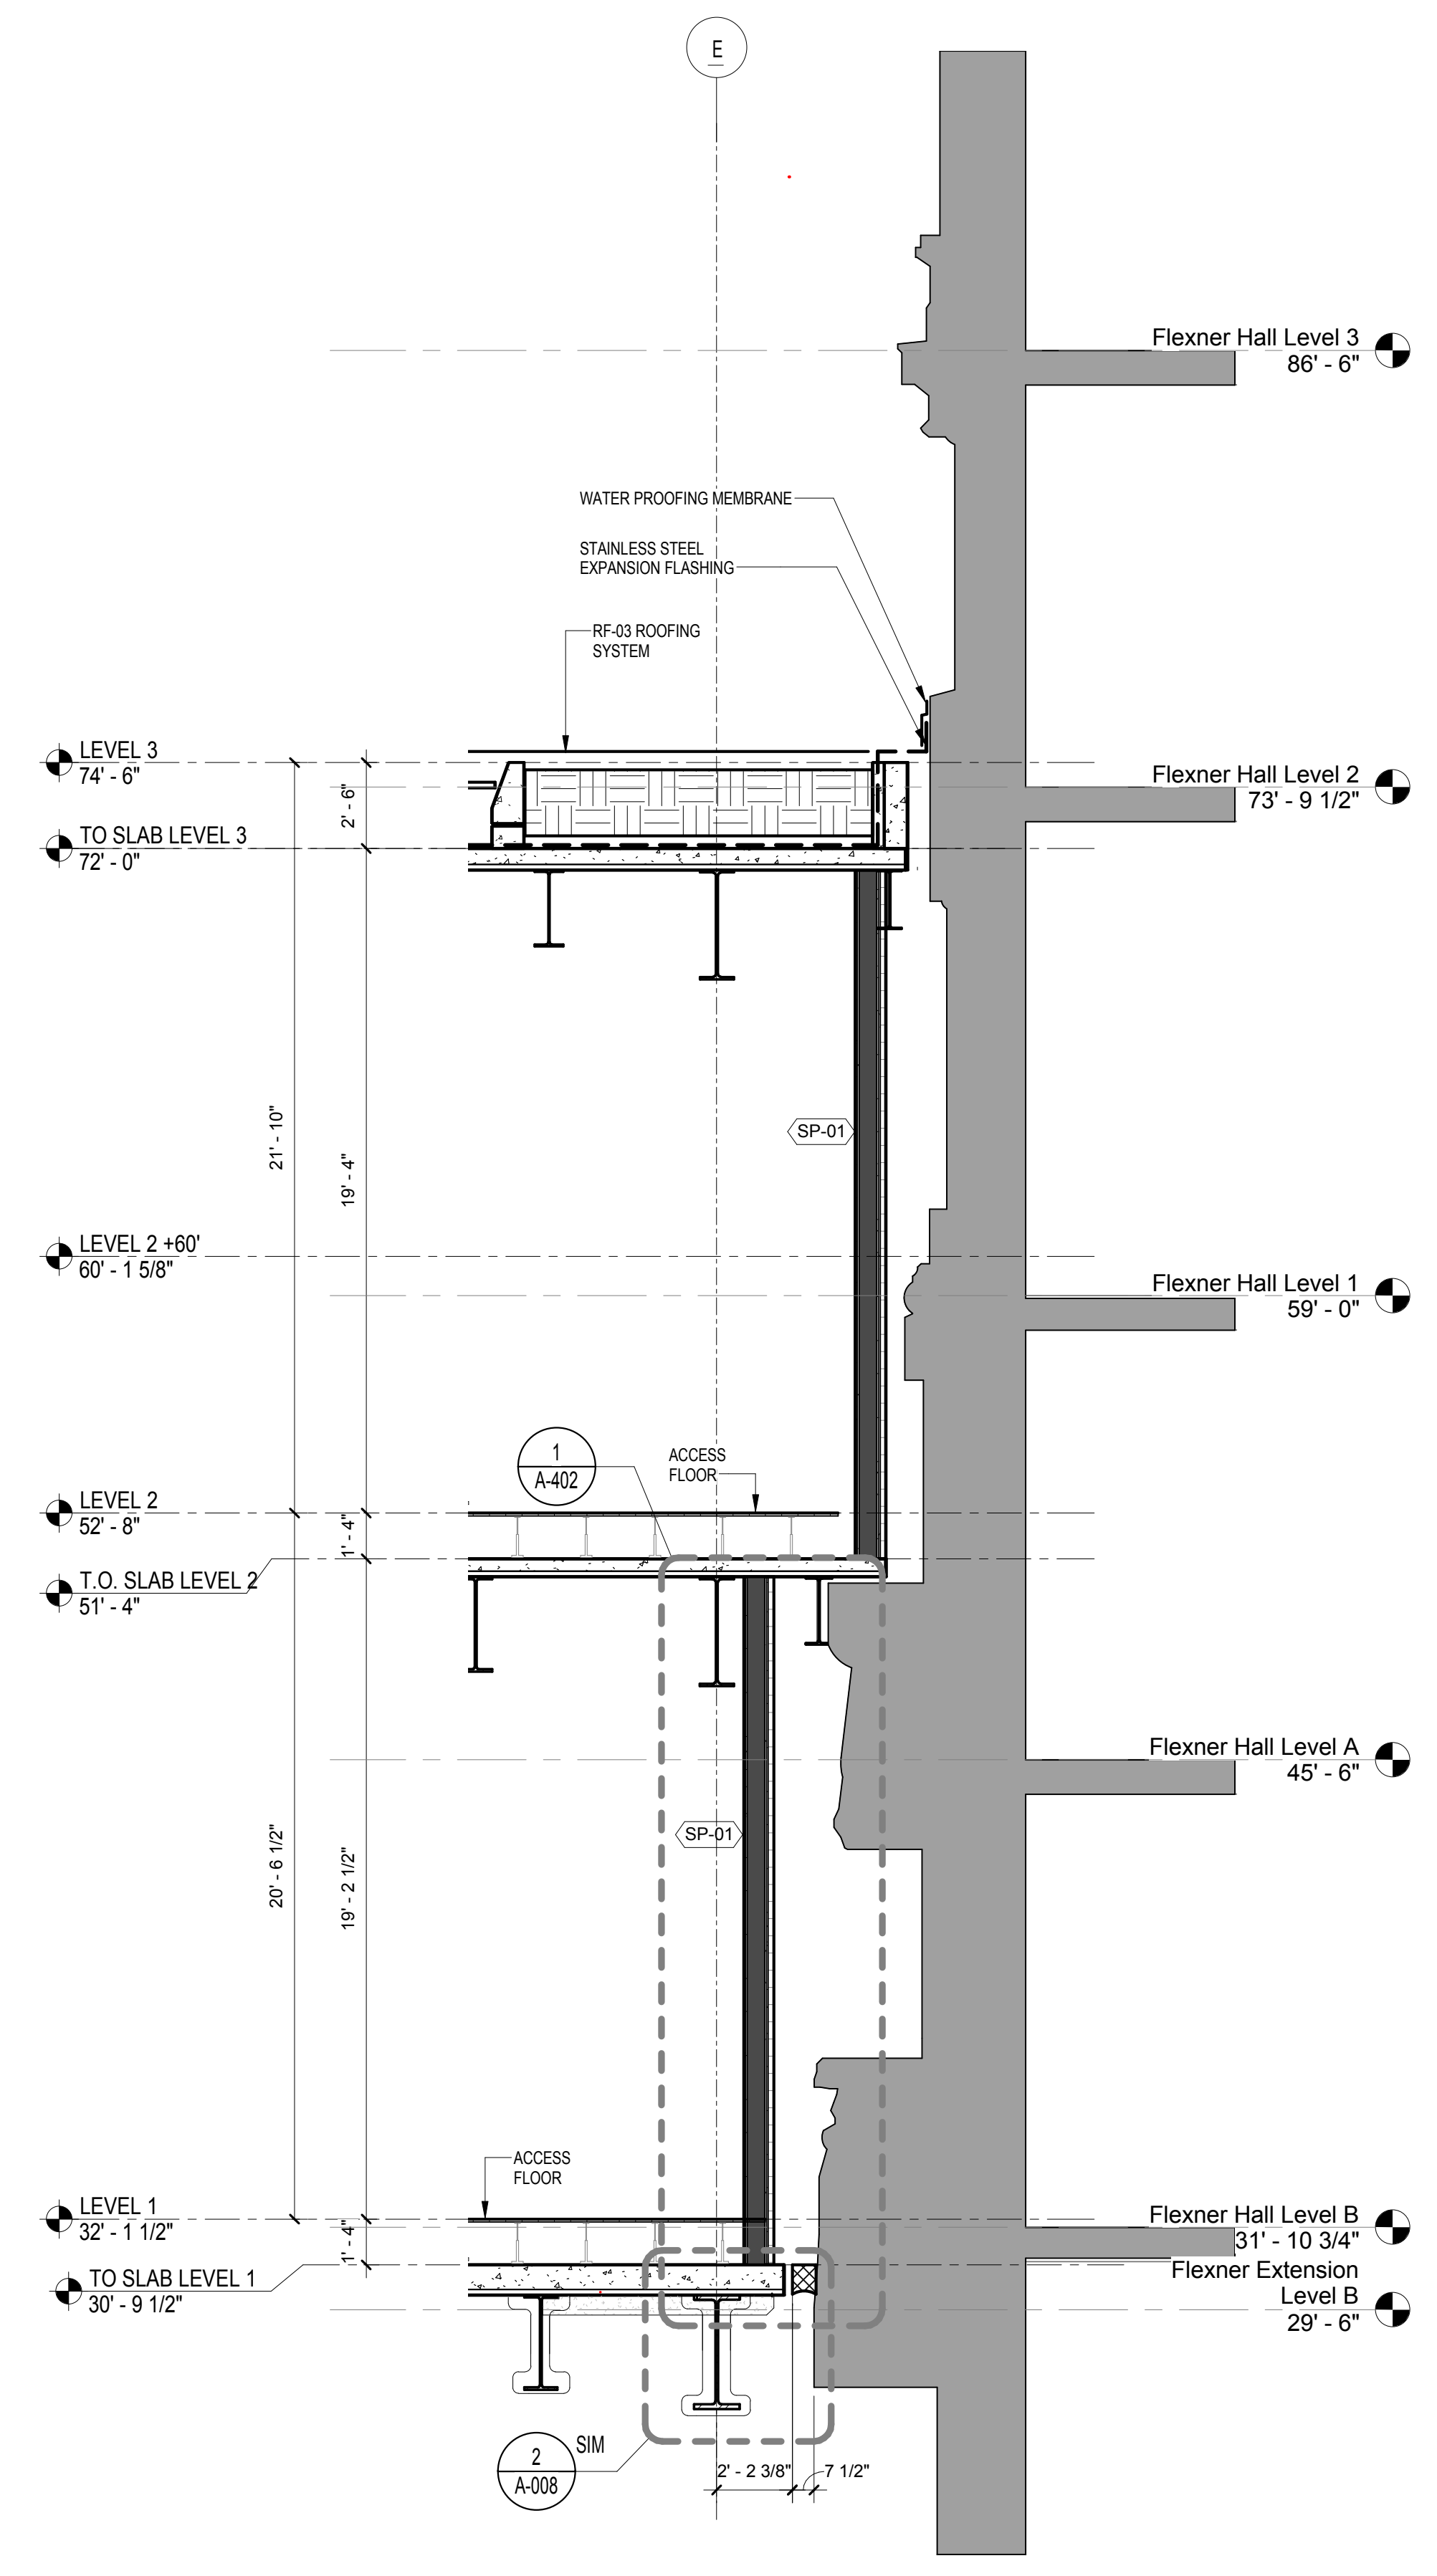 E
Flexner Hall Level 3
86' - 6"
WATER PROOFING MEMBRANE
STAINLESS STEEL
EXPANSION FLASHING
RF-03 ROOFING
SYSTEM
LEVEL 3
74' - 6"
Flexner Hall Level 2
73' - 9 1/2"
2' - 6"
TO SLAB LEVEL 3
72' - 0"
21' - 10"
19' - 4"
SP-01
LEVEL 2 +60'
60' - 1 5/8"
Flexner Hall Level 1
59' - 0"
1
A-402
ACCESS
FLOOR
LEVEL 2
52' - 8"
1' - 4"
T.O. SLAB LEVEL 2
51' - 4"
Flexner Hall Level A
45' - 6"
SP-01
20' - 6 1/2"
19' - 2 1/2"
ACCESS
FLOOR
LEVEL 1
32' - 1 1/2"
1' - 4"
Flexner Hall Level B
31' - 10 3/4"
TO SLAB LEVEL 1
30' - 9 1/2"
Flexner Extension
Level B
29' - 6"
2
A-008
SIM
2' - 2 3/8"
7 1/2"